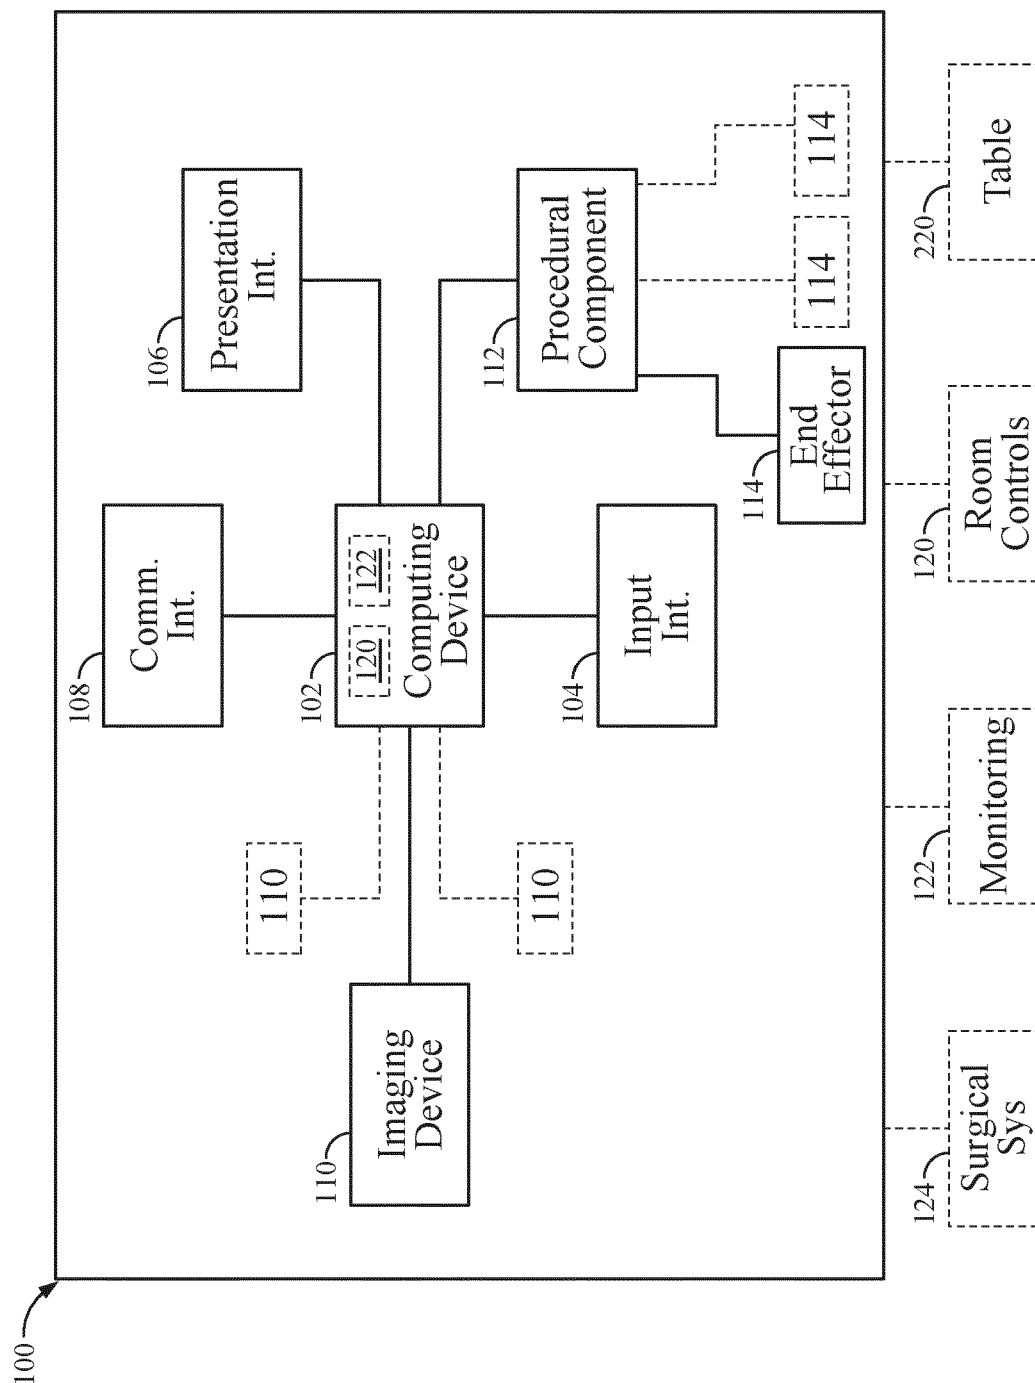 100
108
Comm.
Int.
106
Presentation
Int.
110
110
Imaging
Device
102
120
122
Computing
Device
112
Procedural
Component
110
104
Input
Int.
114
End
Effector
114
114
124
Surgical
Sys
122
Monitoring
120
Room
Controls
220
Table